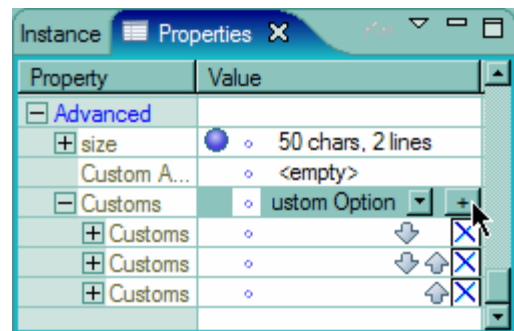 Instance Properties
Property Value
Advanced
size 50 chars, 2 lines
Custom A... <empty>
Customs ustom Option +
Customs
Customs
Customs